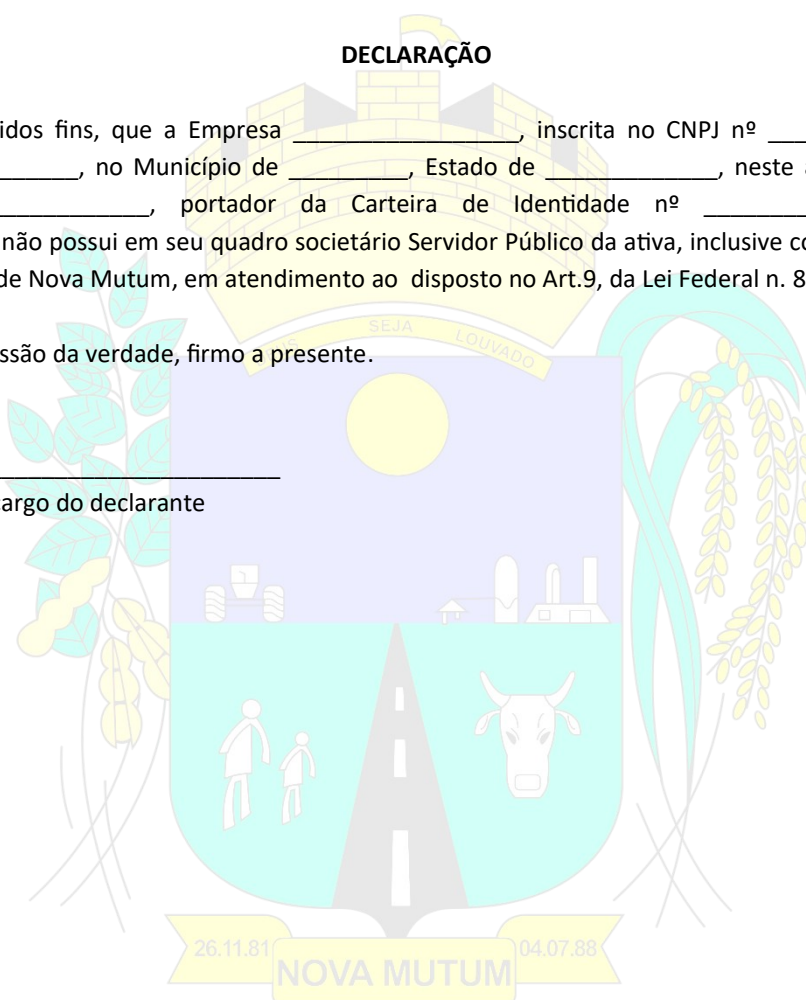 DECLARAÇÃO
idos fins, que a Empresa __________________, inscrita no CNPJ nº ___
______, no Município de _________, Estado de _____________, neste
____________, portador da Carteira de Identidade nº ________
não possui em seu quadro societário Servidor Público da ativa, inclusive co
de Nova Mutum, em atendimento ao disposto no Art.9, da Lei Federal n. 8
SEJA LOUVADO
ssão da verdade, firmo a presente.
______________________
cargo do declarante
26.11.81 04.07.88
NOVA MUTUM